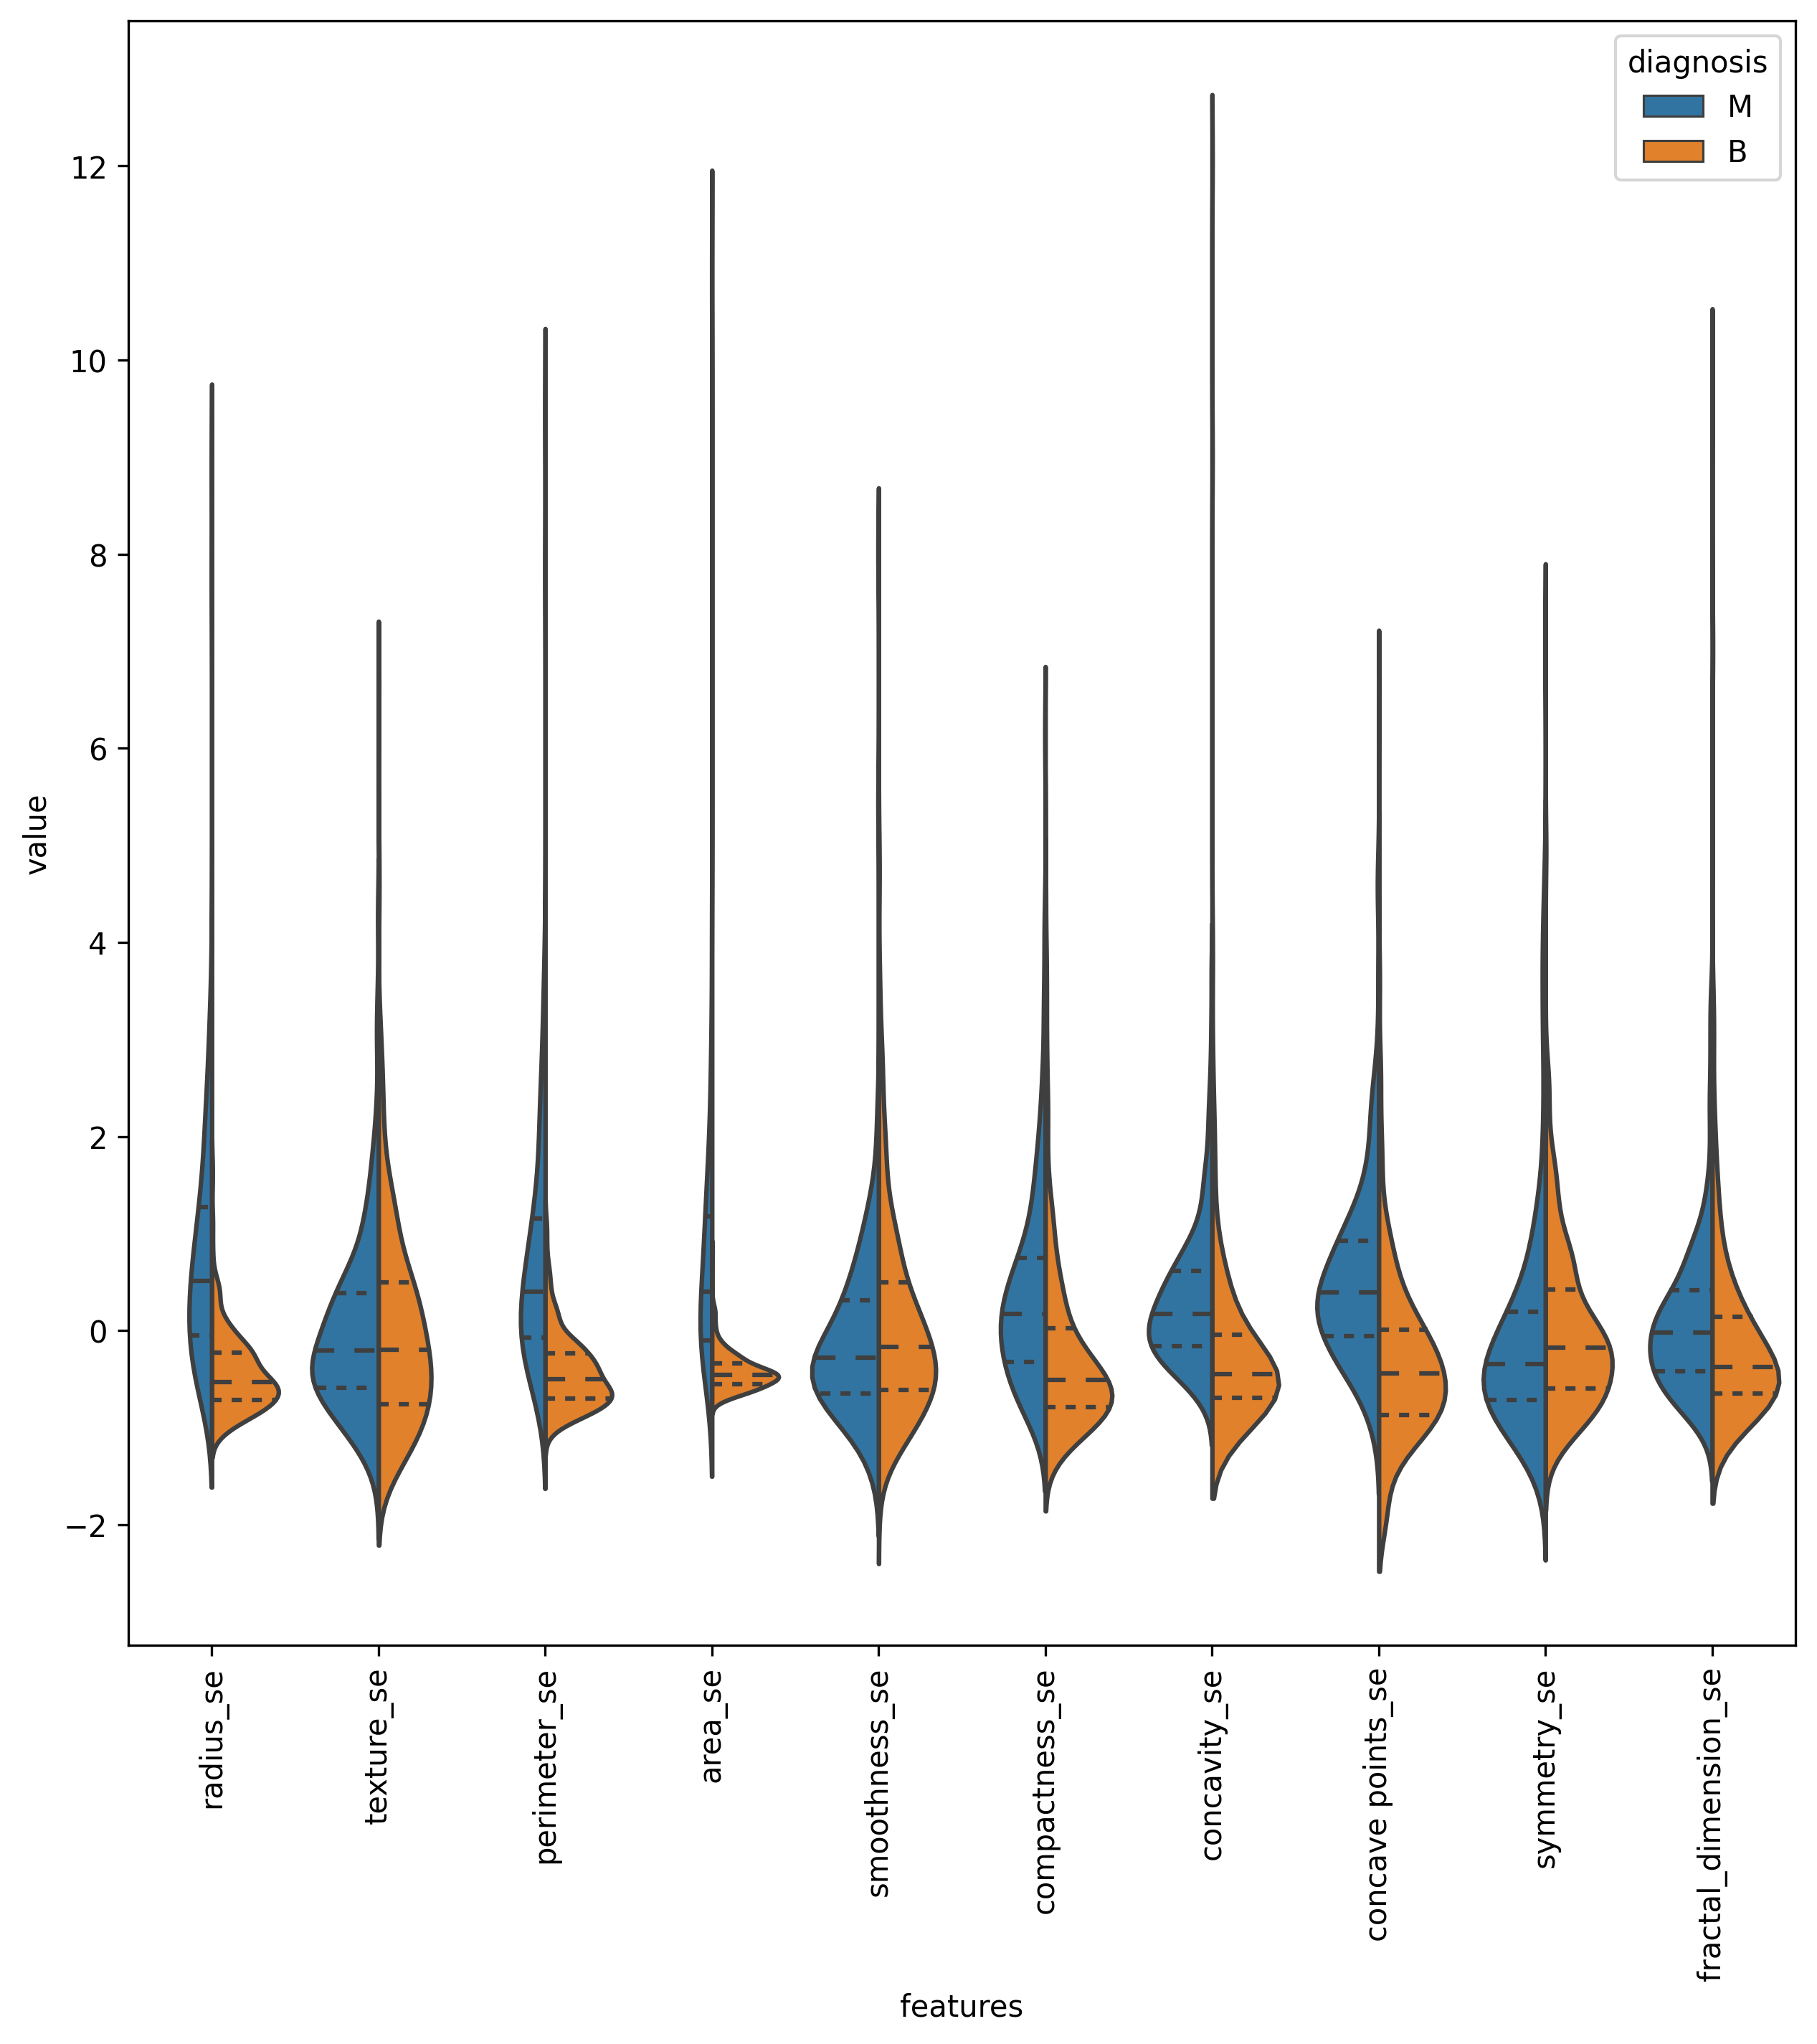 diagnosis
M
B
12
10
8
6
4
2
0
−2
value
radius_se
texture_se
perimeter_se
area_se
smoothness_se
compactness_se
concavity_se
concave points_se
symmetry_se
fractal_dimension_se
features